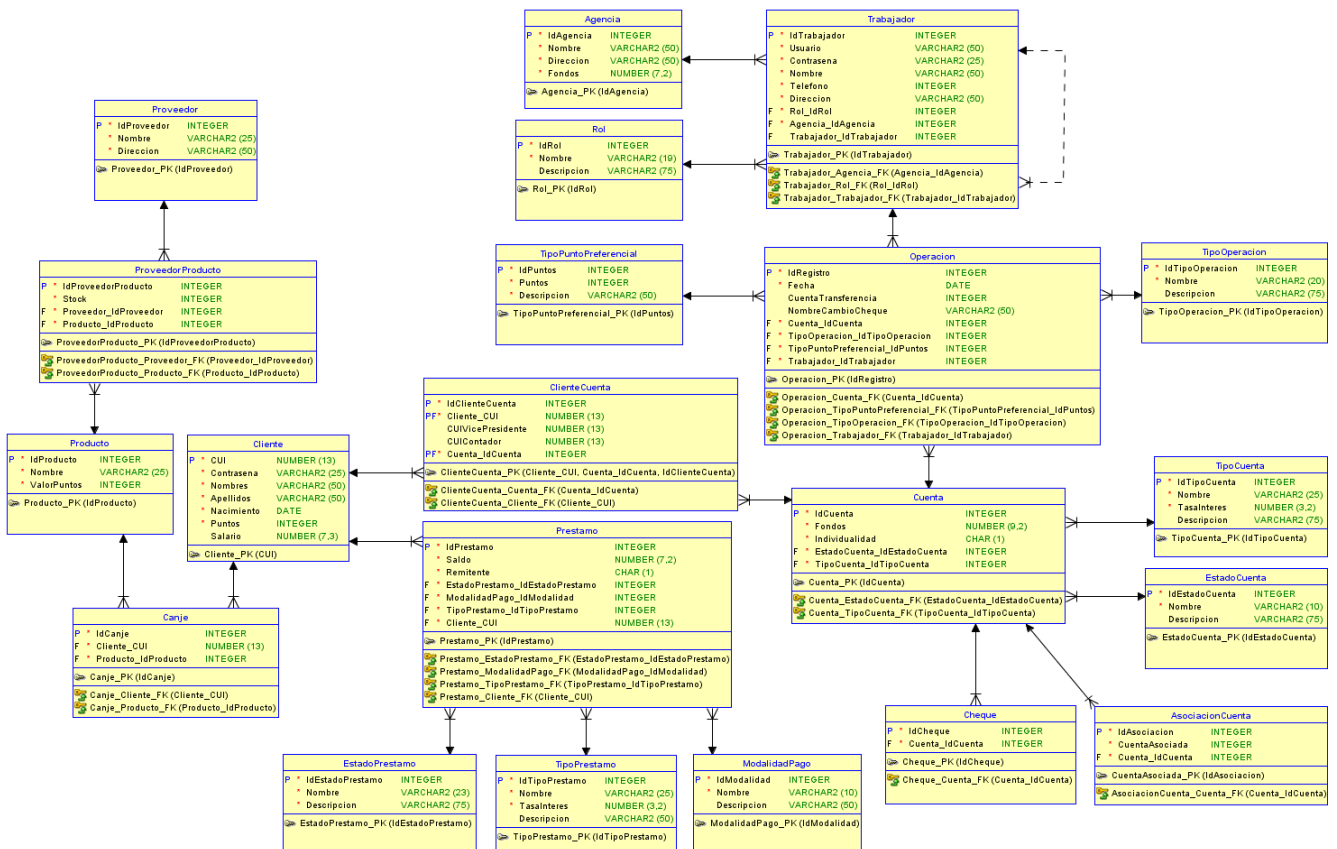 Agencia
P * IdAgencia INTEGER
* Nombre VARCHAR2 (50)
* Direccion VARCHAR2 (50)
* Fondos NUMBER (7,2)
Agencia_PK (IdAgencia)
Trabajador
P * IdTrabajador INTEGER
* Usuario VARCHAR2 (50)
* Contrasena VARCHAR2 (25)
* Nombre VARCHAR2 (50)
* Telefono INTEGER
* Direccion VARCHAR2 (50)
F * Rol_IdRol INTEGER
F * Agencia_IdAgencia INTEGER
F Trabajador_IdTrabajador INTEGER
Trabajador_PK (IdTrabajador)
Trabajador_Agencia_FK (Agencia_IdAgencia)
Trabajador_Rol_FK (Rol_IdRol)
Trabajador_Trabajador_FK (Trabajador_IdTrabajador)
Proveedor
P * IdProveedor INTEGER
* Nombre VARCHAR2 (25)
* Direccion VARCHAR2 (50)
Proveedor_PK (IdProveedor)
Rol
P * IdRol INTEGER
* Nombre VARCHAR2 (19)
Descripcion VARCHAR2 (75)
Rol_PK (IdRol)
TipoPuntoPreferencial
P * IdPuntos INTEGER
* Puntos INTEGER
* Descripcion VARCHAR2 (50)
TipoPuntoPreferencial_PK (IdPuntos)
Operacion
P * IdRegistro INTEGER
* Fecha DATE
CuentaTransferencia INTEGER
NombreCambioCheque VARCHAR2 (50)
F * Cuenta_IdCuenta INTEGER
F * TipoOperacion_IdTipoOperacion INTEGER
F * TipoPuntoPreferencial_IdPuntos INTEGER
F * Trabajador_IdTrabajador INTEGER
Operacion_PK (IdRegistro)
Operacion_Cuenta_FK (Cuenta_IdCuenta)
Operacion_TipoPuntoPreferencial_FK (TipoPuntoPreferencial_IdPuntos)
Operacion_TipoOperacion_FK (TipoOperacion_IdTipoOperacion)
Operacion_Trabajador_FK (Trabajador_IdTrabajador)
TipoOperacion
P * IdTipoOperacion INTEGER
* Nombre VARCHAR2 (20)
Descripcion VARCHAR2 (75)
TipoOperacion_PK (IdTipoOperacion)
ProveedorProducto
P * IdProveedorProducto INTEGER
* Stock INTEGER
F * Proveedor_IdProveedor INTEGER
F * Producto_IdProducto INTEGER
ProveedorProducto_PK (IdProveedorProducto)
ProveedorProducto_Proveedor_FK (Proveedor_IdProveedor)
ProveedorProducto_Producto_FK (Producto_IdProducto)
ClienteCuenta
P * IdClienteCuenta INTEGER
PF* Cliente_CUI NUMBER (13)
CUIVicePresidente NUMBER (13)
CUIContador NUMBER (13)
PF* Cuenta_IdCuenta INTEGER
ClienteCuenta_PK (Cliente_CUI, Cuenta_IdCuenta, IdClienteCuenta)
ClienteCuenta_Cuenta_FK (Cuenta_IdCuenta)
ClienteCuenta_Cliente_FK (Cliente_CUI)
Producto
P * IdProducto INTEGER
* Nombre VARCHAR2 (25)
* ValorPuntos INTEGER
Producto_PK (IdProducto)
Cliente
P * CUI NUMBER (13)
* Contrasena VARCHAR2 (25)
* Nombres VARCHAR2 (50)
* Apellidos VARCHAR2 (50)
* Nacimiento DATE
* Puntos INTEGER
Salario NUMBER (7,3)
Cliente_PK (CUI)
TipoCuenta
P * IdTipoCuenta INTEGER
* Nombre VARCHAR2 (25)
* TasaInteres NUMBER (3,2)
Descripcion VARCHAR2 (75)
TipoCuenta_PK (IdTipoCuenta)
Cuenta
P * IdCuenta INTEGER
* Fondos NUMBER (9,2)
* Individualidad CHAR (1)
F * EstadoCuenta_IdEstadoCuenta INTEGER
F * TipoCuenta_IdTipoCuenta INTEGER
Cuenta_PK (IdCuenta)
Cuenta_EstadoCuenta_FK (EstadoCuenta_IdEstadoCuenta)
Cuenta_TipoCuenta_FK (TipoCuenta_IdTipoCuenta)
Prestamo
P * IdPrestamo INTEGER
* Saldo NUMBER (7,2)
* Remitente CHAR (1)
F * EstadoPrestamo_IdEstadoPrestamo INTEGER
F * ModalidadPago_IdModalidad INTEGER
F * TipoPrestamo_IdTipoPrestamo INTEGER
F * Cliente_CUI NUMBER (13)
Prestamo_PK (IdPrestamo)
Prestamo_EstadoPrestamo_FK (EstadoPrestamo_IdEstadoPrestamo)
Prestamo_ModalidadPago_FK (ModalidadPago_IdModalidad)
Prestamo_TipoPrestamo_FK (TipoPrestamo_IdTipoPrestamo)
Prestamo_Cliente_FK (Cliente_CUI)
EstadoCuenta
P * IdEstadoCuenta INTEGER
* Nombre VARCHAR2 (10)
Descripcion VARCHAR2 (75)
EstadoCuenta_PK (IdEstadoCuenta)
Canje
P * IdCanje INTEGER
F * Cliente_CUI NUMBER (13)
F * Producto_IdProducto INTEGER
Canje_PK (IdCanje)
Canje_Cliente_FK (Cliente_CUI)
Canje_Producto_FK (Producto_IdProducto)
Cheque
P * IdCheque INTEGER
F * Cuenta_IdCuenta INTEGER
Cheque_PK (IdCheque)
Cheque_Cuenta_FK (Cuenta_IdCuenta)
AsociacionCuenta
P * IdAsociacion INTEGER
* CuentaAsociada INTEGER
F * Cuenta_IdCuenta INTEGER
CuentaAsociada_PK (IdAsociacion)
AsociacionCuenta_Cuenta_FK (Cuenta_IdCuenta)
EstadoPrestamo
P * IdEstadoPrestamo INTEGER
* Nombre VARCHAR2 (23)
* Descripcion VARCHAR2 (75)
EstadoPrestamo_PK (IdEstadoPrestamo)
TipoPrestamo
P * IdTipoPrestamo INTEGER
* Nombre VARCHAR2 (25)
* TasaInteres NUMBER (3,2)
Descripcion VARCHAR2 (50)
TipoPrestamo_PK (IdTipoPrestamo)
ModalidadPago
P * IdModalidad INTEGER
* Nombre VARCHAR2 (10)
Descripcion VARCHAR2 (50)
ModalidadPago_PK (IdModalidad)